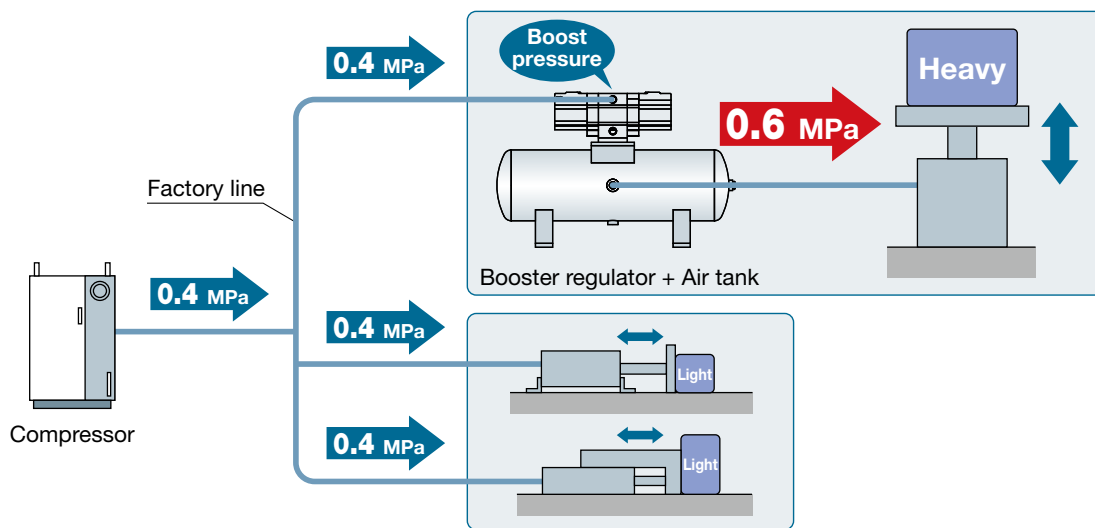 0.4 MPa
Boost
pressure
Heavy
0.6 MPa
Factory line
Booster regulator + Air tank
0.4 MPa
0.4 MPa
Light
Compressor
0.4 MPa
Light